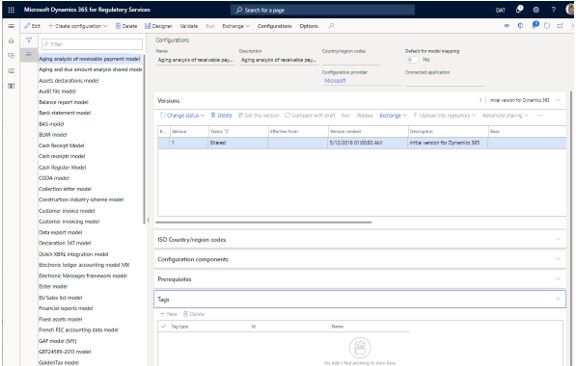 Microsoft Dynamics 365 for Regulatory Services
Search for a page
DAT
Edit
Create configuration
Delete
Designer
Validate
Run
Exchange
Configurations
Options
Filter
Aging analysis of receivable payment model
Aging and due amount analysis shared mode
Assets declarations model
Audit file model
Balance report model
Bank statement model
BAS model
BLWI model
Cash Receipt Model
Cash receipts model
Cash Register Model
CODA model
Collection letter model
Construction industry scheme model
Customer invoice model
Customer invoicing model
Data export model
Declaration 347 model
Dutch XBRL integration model
Electronic ledger accounting model MX
Electronic Messages framework model
Elster model
EU Sales list model
Financial reports model
Fixed assets model
French FEC accounting data model
GAF model (MY)
GBT24589-2010 model
GoldenTax model
Configurations
Name
Description
Country/region codes
Default for model mapping
Aging analysis of receivable pay...
Aging analysis of receivable pay...
No
Configuration provider
Connected application
Microsoft
Versions
1
Initial version for Dynamics 365
Change status
Delete
Get this version
Compare with draft
Run
Rebase
Exchange
Upload into repository
Advanced sharing
...
R...
Version
Status
Effective from
Version created
Description
Base
1
Shared
5/12/2016 01:00:50 AM
Initial version for Dynamics 365
ISO Country/region codes
Configuration components
Prerequisites
Tags
New
Delete
Tag type
Id
Name
We didn't find anything to show here.